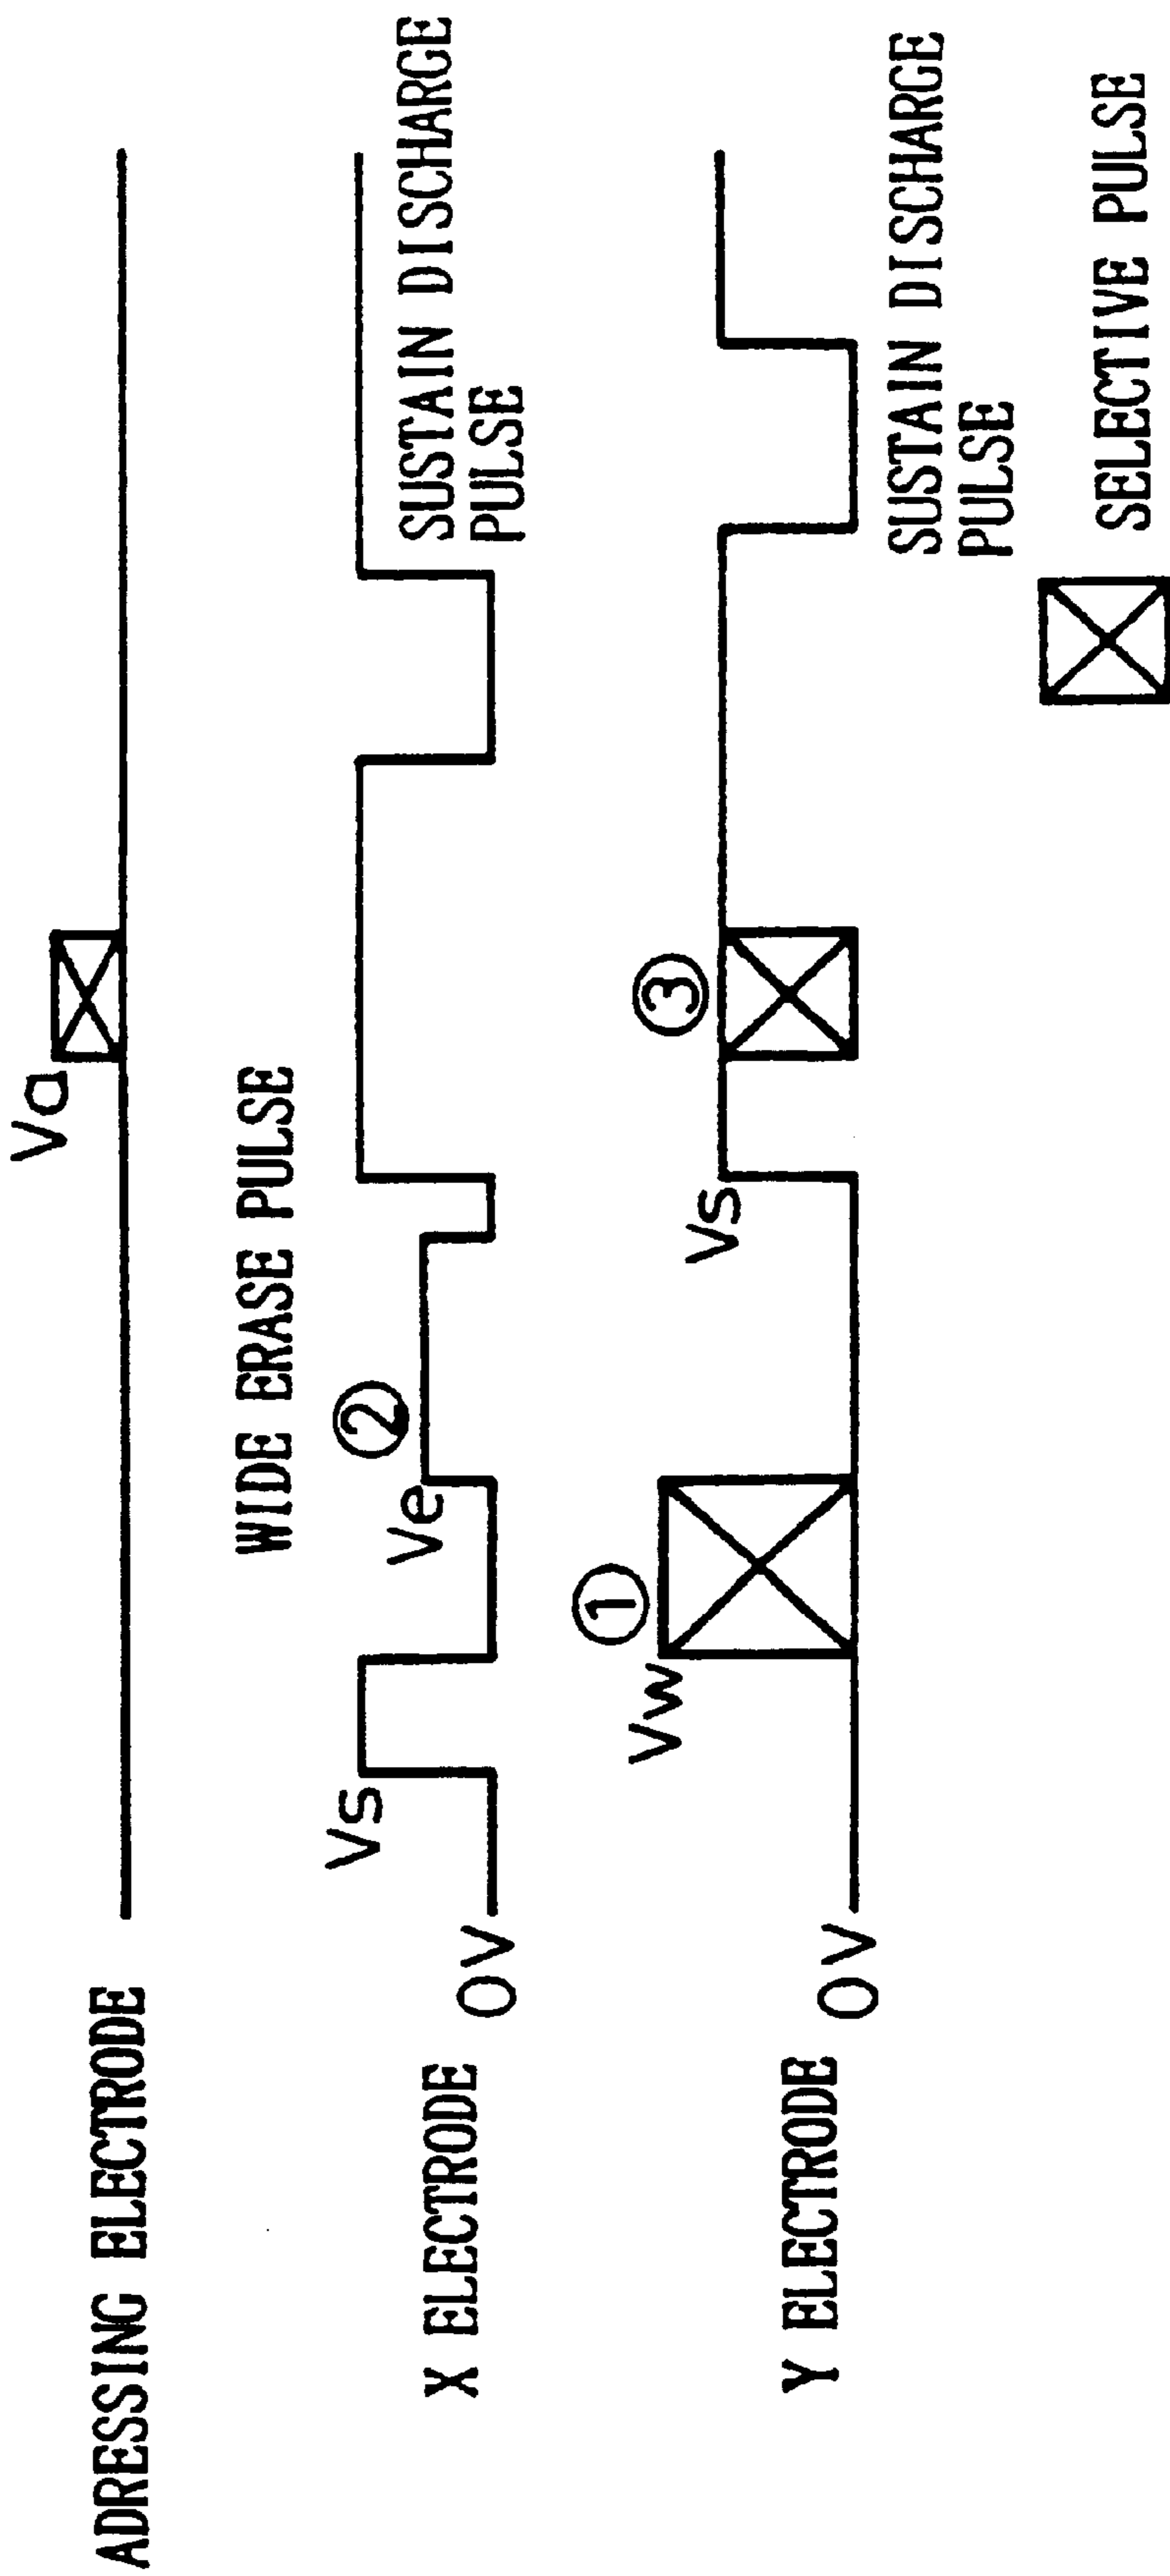 ADRESSING ELECTRODE
Va
WIDE ERASE PULSE
X ELECTRODE
0V
Vs
Ve
②
SUSTAIN DISCHARGE
PULSE
Y ELECTRODE
0V
Vw
①
Vs
③
SUSTAIN DISCHARGE
PULSE
SELECTIVE PULSE